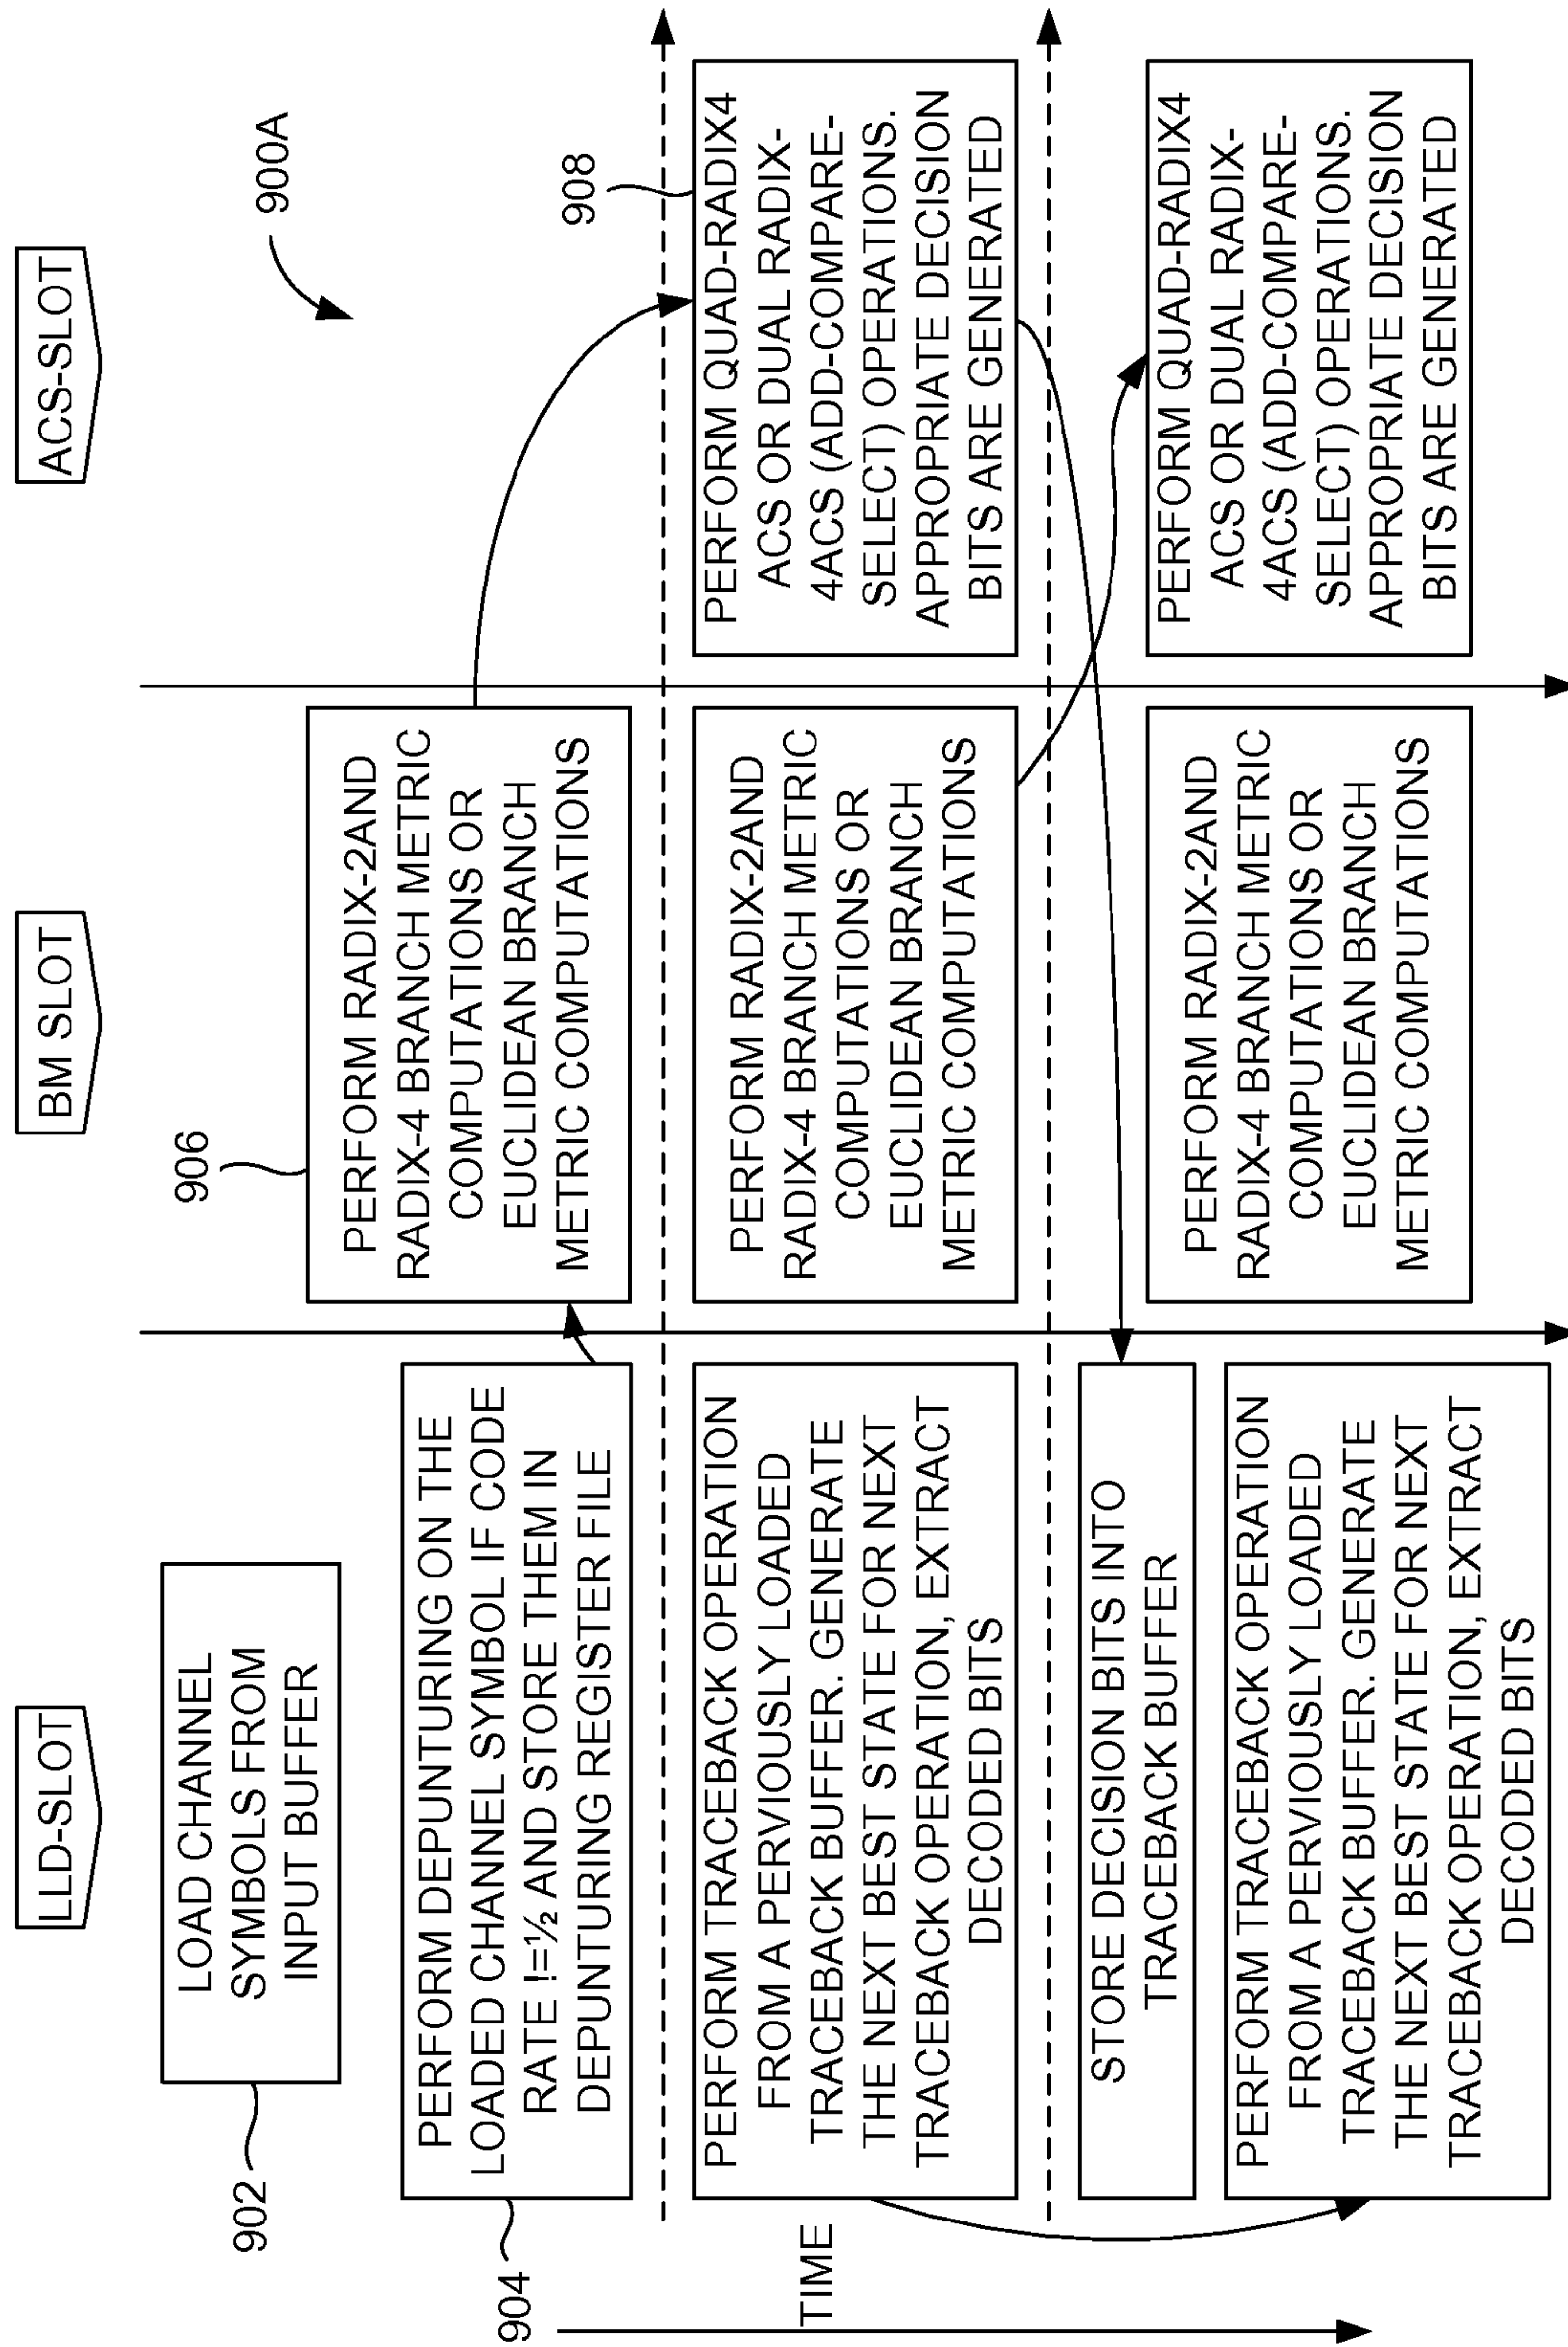 LLD-SLOT
BM SLOT
ACS-SLOT
900A
902
LOAD CHANNEL
SYMBOLS FROM
INPUT BUFFER
904
PERFORM DEPUNTURING ON THE
LOADED CHANNEL SYMBOL IF CODE
RATE !=½ AND STORE THEM IN
DEPUNTURING REGISTER FILE
906
PERFORM RADIX-2AND
RADIX-4 BRANCH METRIC
COMPUTATIONS OR
EUCLIDEAN BRANCH
METRIC COMPUTATIONS
TIME
PERFORM TRACEBACK OPERATION
FROM A PERVIOUSLY LOADED
TRACEBACK BUFFER. GENERATE
THE NEXT BEST STATE FOR NEXT
TRACEBACK OPERATION, EXTRACT
DECODED BITS
PERFORM RADIX-2AND
RADIX-4 BRANCH METRIC
COMPUTATIONS OR
EUCLIDEAN BRANCH
METRIC COMPUTATIONS
908
PERFORM QUAD-RADIX4
ACS OR DUAL RADIX-
4ACS (ADD-COMPARE-
SELECT) OPERATIONS.
APPROPRIATE DECISION
BITS ARE GENERATED
STORE DECISION BITS INTO
TRACEBACK BUFFER
PERFORM TRACEBACK OPERATION
FROM A PERVIOUSLY LOADED
TRACEBACK BUFFER. GENERATE
THE NEXT BEST STATE FOR NEXT
TRACEBACK OPERATION, EXTRACT
DECODED BITS
PERFORM RADIX-2AND
RADIX-4 BRANCH METRIC
COMPUTATIONS OR
EUCLIDEAN BRANCH
METRIC COMPUTATIONS
PERFORM QUAD-RADIX4
ACS OR DUAL RADIX-
4ACS (ADD-COMPARE-
SELECT) OPERATIONS.
APPROPRIATE DECISION
BITS ARE GENERATED